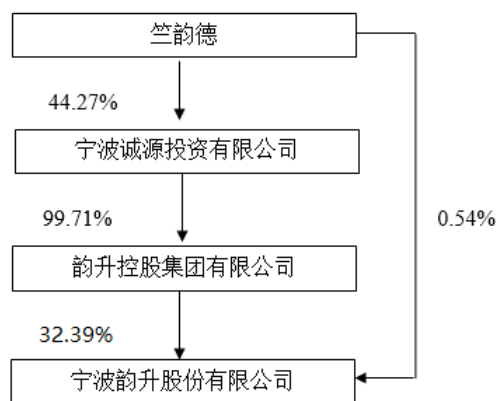 竺韵德
44.27%
宁波诚源投资有限公司
99.71%
0.54%
韵升控股集团有限公司
32.39%
宁波韵升股份有限公司